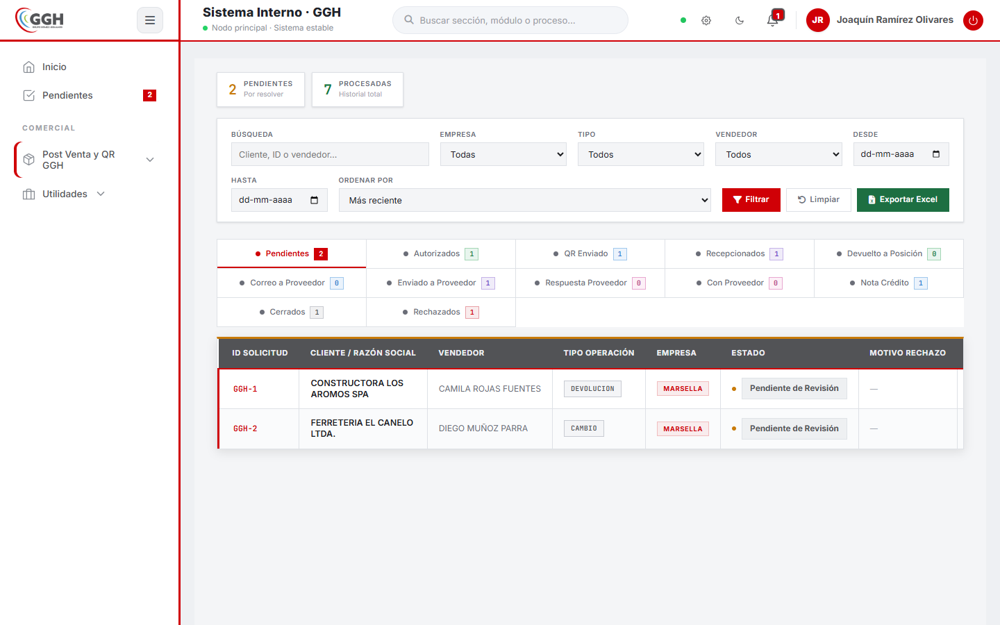 GGH
Sistema Interno · GGH
Nodo principal · Sistema estable
Buscar sección, módulo o proceso...
1
JR
Joaquín Ramírez Olivares
Inicio
Pendientes
2
COMERCIAL
Post Venta y QR
GGH
Utilidades
2
PENDIENTES
Por resolver
7
PROCESADAS
Historial total
BÚSQUEDA
EMPRESA
TIPO
VENDEDOR
DESDE
Cliente, ID o vendedor...
Todas
Todos
Todos
dd-mm-aaaa
HASTA
ORDENAR POR
dd-mm-aaaa
Más reciente
Filtrar
Limpiar
Exportar Excel
Pendientes 2
Autorizados 1
QR Enviado 1
Recepcionados 1
Devuelto a Posición 0
Correo a Proveedor 0
Enviado a Proveedor 1
Respuesta Proveedor 0
Con Proveedor 0
Nota Crédito 1
Cerrados 1
Rechazados 1
ID SOLICITUD
CLIENTE / RAZÓN SOCIAL
VENDEDOR
TIPO OPERACIÓN
EMPRESA
ESTADO
MOTIVO RECHAZO
GGH-1
CONSTRUCTORA LOS
AROMOS SPA
CAMILA ROJAS FUENTES
DEVOLUCION
MARSELLA
Pendiente de Revisión
—
GGH-2
FERRETERIA EL CANELO
LTDA.
DIEGO MUÑOZ PARRA
CAMBIO
MARSELLA
Pendiente de Revisión
—